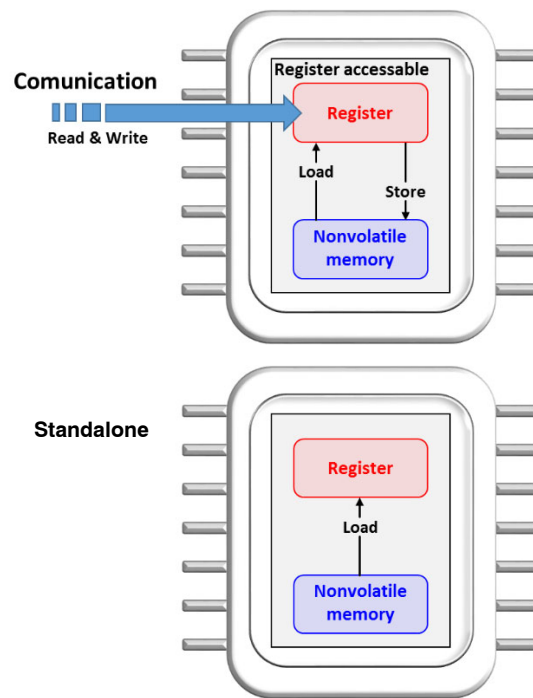 Register accessable
Comunication
Read & Write
Register
Load
Store
Nonvolatile
memory
Standalone
Register
Load
Nonvolatile
memory